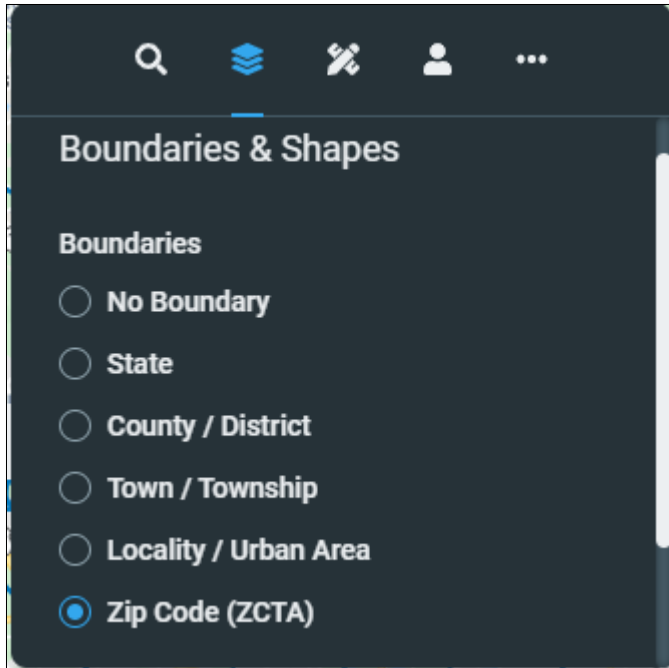 Boundaries & Shapes
Boundaries
No Boundary
State
County / District
Town / Township
Locality / Urban Area
Zip Code (ZCTA)